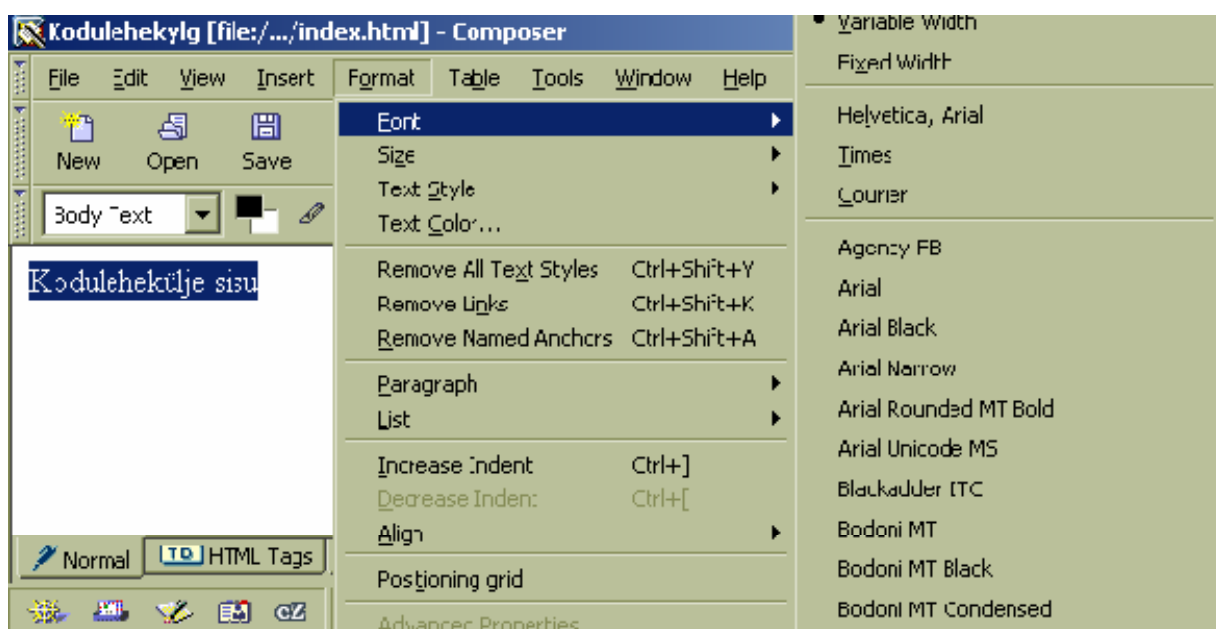 Kodulehekylg [file:/.../index.html] - Composer
File Edit View Insert Format Table Tools Window Help
New Open Save
Body Text
Kodulehekülje sisu
Normal HTML Tags
Font
Size
Text Style
Text Color...
Remove All Text Styles Ctrl+Shift+Y
Remove Links Ctrl+Shift+K
Remove Named Anchors Ctrl+Shift+A
Paragraph
List
Increase Indent Ctrl+]
Decrease Indent Ctrl+[
Align
Postioning grid
Advanced Properties
Variable Width
Fixed Width
Helvetica, Arial
Times
Courier
Agency FB
Arial
Arial Black
Arial Narrow
Arial Rounded MT Bold
Arial Unicode MS
Blackadder ITC
Bodoni MT
Bodoni MT Black
Bodoni MT Condensed